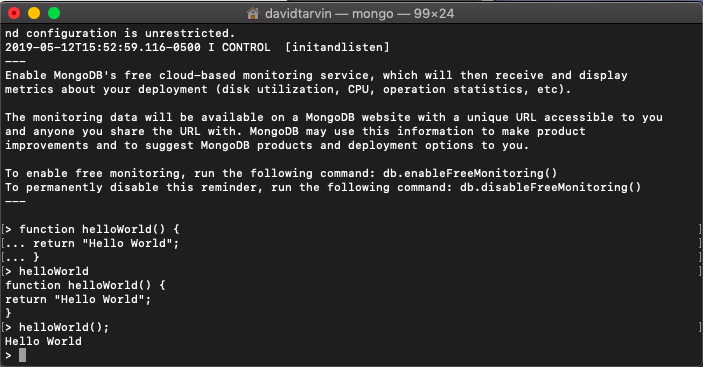 davidtarvin — mongo — 99×24
nd configuration is unrestricted.
2019-05-12T15:52:59.116-0500 I CONTROL  [initandlisten]
---
Enable MongoDB's free cloud-based monitoring service, which will then receive and display
metrics about your deployment (disk utilization, CPU, operation statistics, etc).

The monitoring data will be available on a MongoDB website with a unique URL accessible to you
and anyone you share the URL with. MongoDB may use this information to make product
improvements and to suggest MongoDB products and deployment options to you.

To enable free monitoring, run the following command: db.enableFreeMonitoring()
To permanently disable this reminder, run the following command: db.disableFreeMonitoring()
---

[> function helloWorld() { ]
[... return "Hello World"; ]
[... } ]
[> helloWorld ]
function helloWorld() {
return "Hello World";
}
[> helloWorld(); ]
Hello World
>